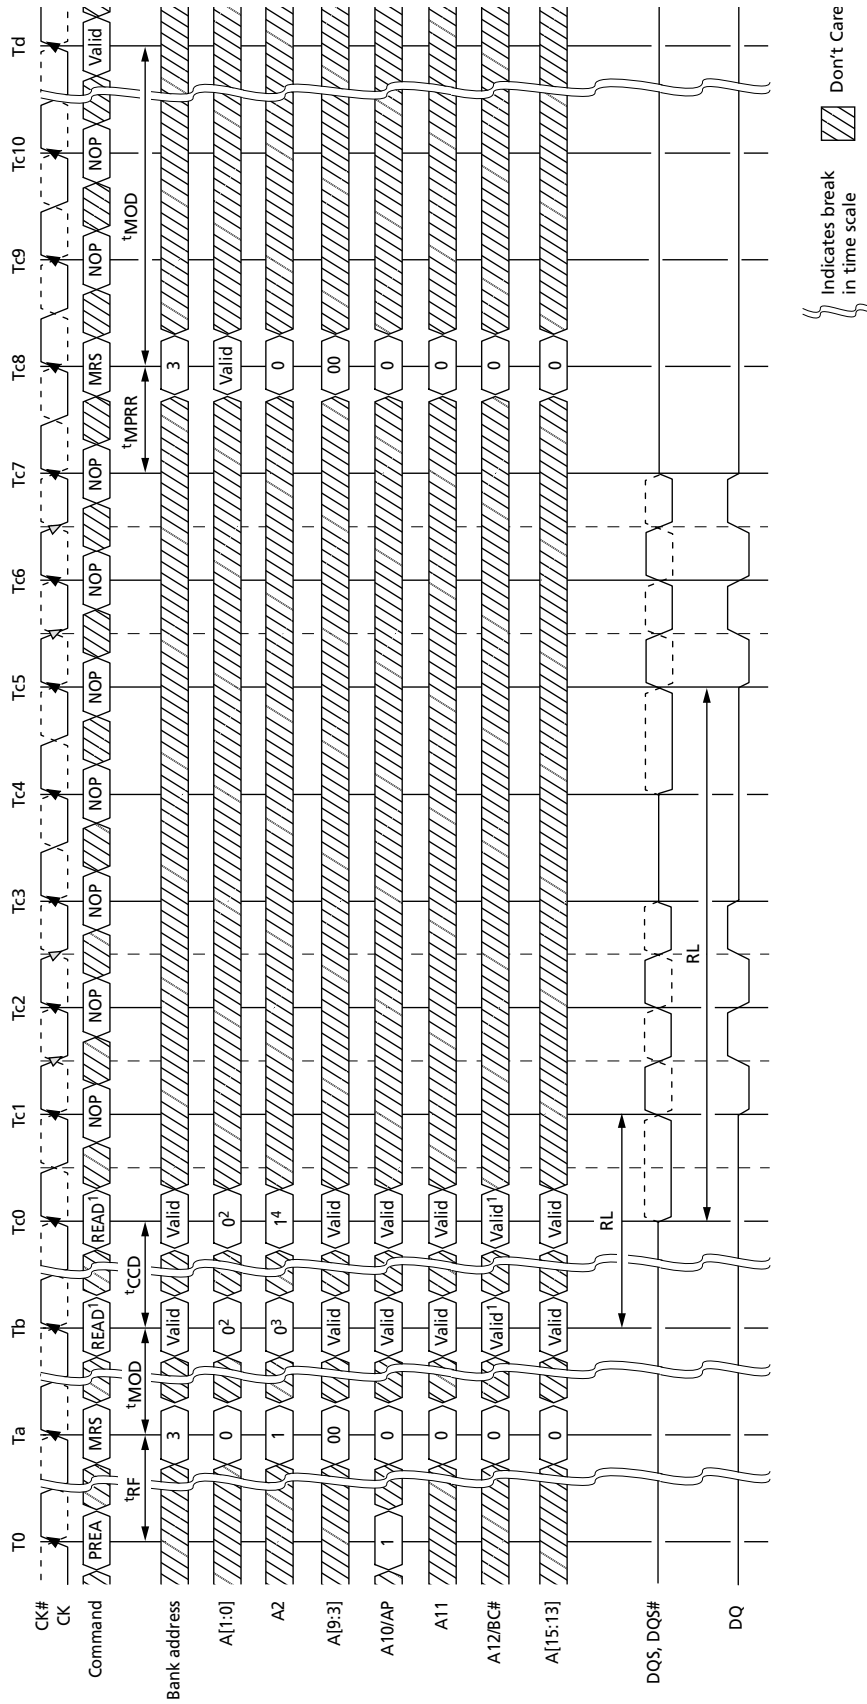 T0 Ta Tb Tc0 Tc1 Tc2 Tc3 Tc4 Tc5 Tc6 Tc7 Tc8 Tc9 Tc10 Td
CK#
CK
Command PREA MRS READ1 READ1 NOP NOP NOP NOP NOP NOP NOP MRS NOP NOP Valid
tRF tMOD tCCD tMPRR tMOD
Bank address 3 Valid Valid 3
A[1:0] 0 02 02 Valid
A2 1 03 14 0
A[9:3] 00 Valid Valid 00
A10/AP 1 0 Valid Valid 0
A11 0 Valid Valid 0
A12/BC# 0 Valid1 Valid1 0
A[15:13] 0 Valid Valid 0
RL
DQS, DQS#
RL
DQ
Indicates break
in time scale
Don't Care